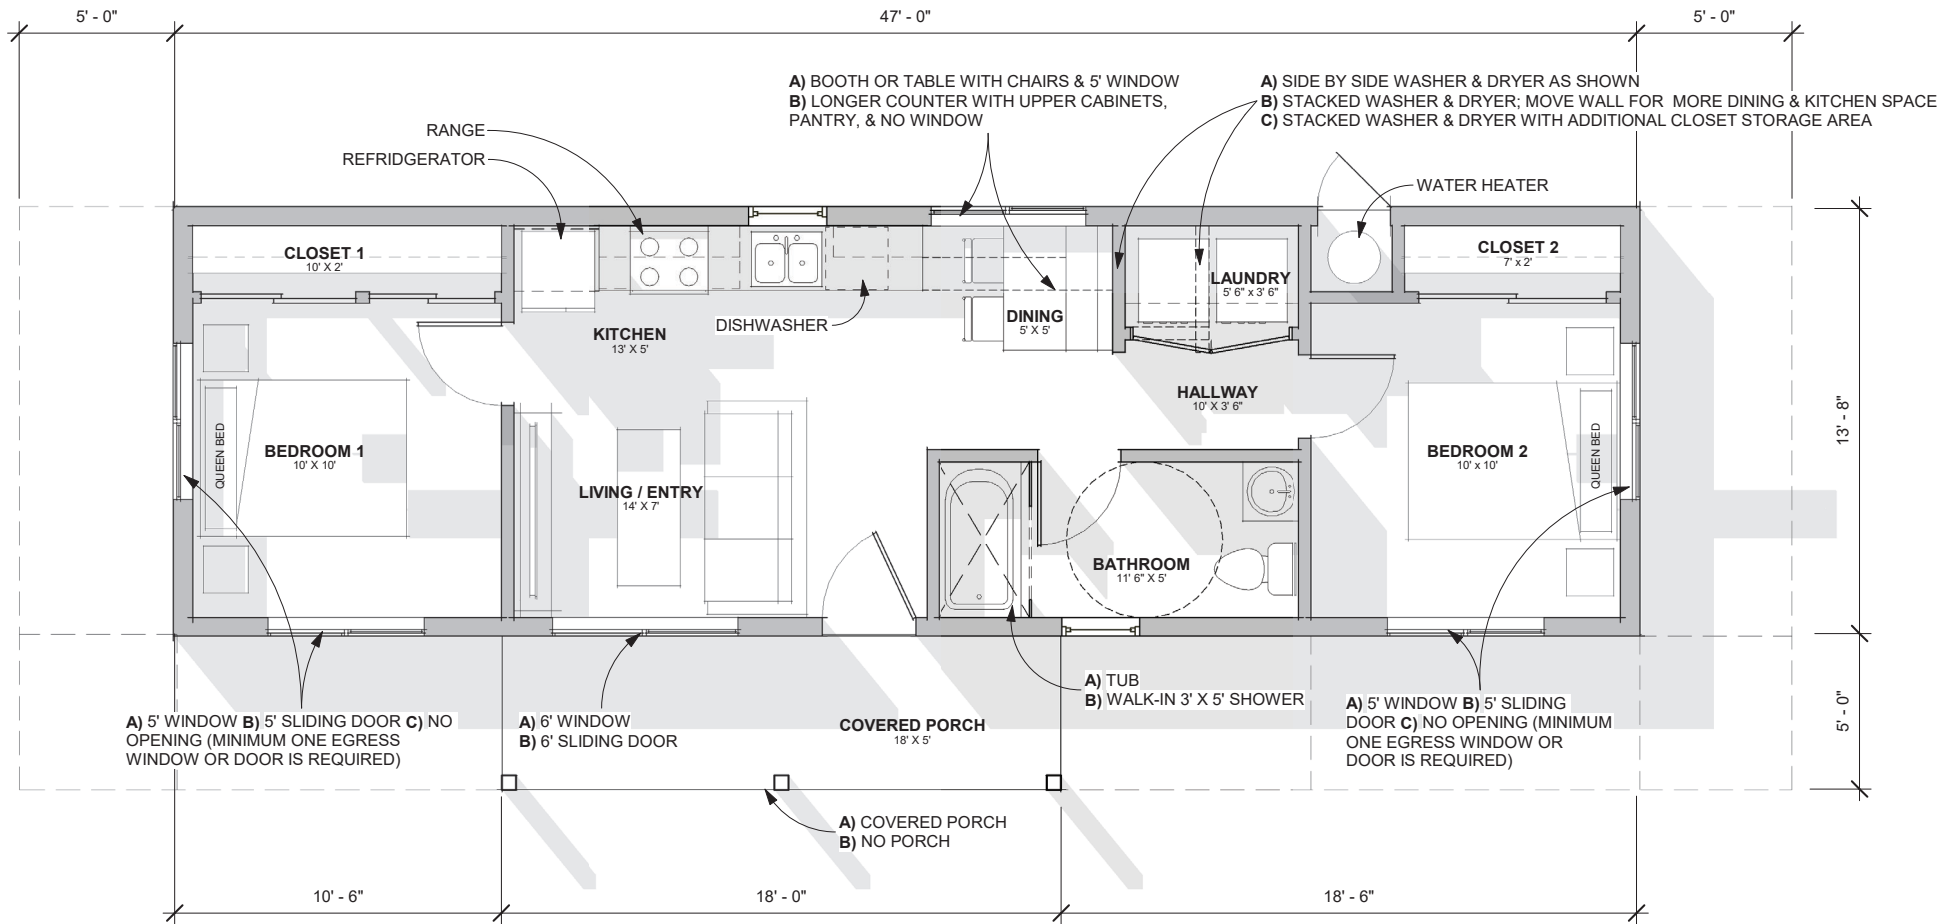 5' - 0"
47' - 0"
5' - 0"
A) BOOTH OR TABLE WITH CHAIRS & 5' WINDOW
B) LONGER COUNTER WITH UPPER CABINETS,
PANTRY, & NO WINDOW
A) SIDE BY SIDE WASHER & DRYER AS SHOWN
B) STACKED WASHER & DRYER; MOVE WALL FOR MORE DINING & KITCHEN SPACE
C) STACKED WASHER & DRYER WITH ADDITIONAL CLOSET STORAGE AREA
RANGE
REFRIDGERATOR
WATER HEATER
CLOSET 1
10' X 2'
CLOSET 2
7' x 2'
LAUNDRY
5' 6" x 3' 6"
DINING
5' X 5'
DISHWASHER
KITCHEN
13' X 5'
HALLWAY
10' X 3' 6"
13' - 8"
QUEEN BED
BEDROOM 1
10' X 10'
BEDROOM 2
10' x 10'
QUEEN BED
LIVING / ENTRY
14' X 7'
BATHROOM
11' 6" X 5'
A) TUB
B) WALK-IN 3' X 5' SHOWER
A) 5' WINDOW B) 5' SLIDING DOOR C) NO
OPENING (MINIMUM ONE EGRESS
WINDOW OR DOOR IS REQUIRED)
A) 6' WINDOW
B) 6' SLIDING DOOR
COVERED PORCH
18' X 5'
A) 5' WINDOW B) 5' SLIDING
DOOR C) NO OPENING (MINIMUM
ONE EGRESS WINDOW OR
DOOR IS REQUIRED)
5' - 0"
A) COVERED PORCH
B) NO PORCH
10' - 6"
18' - 0"
18' - 6"